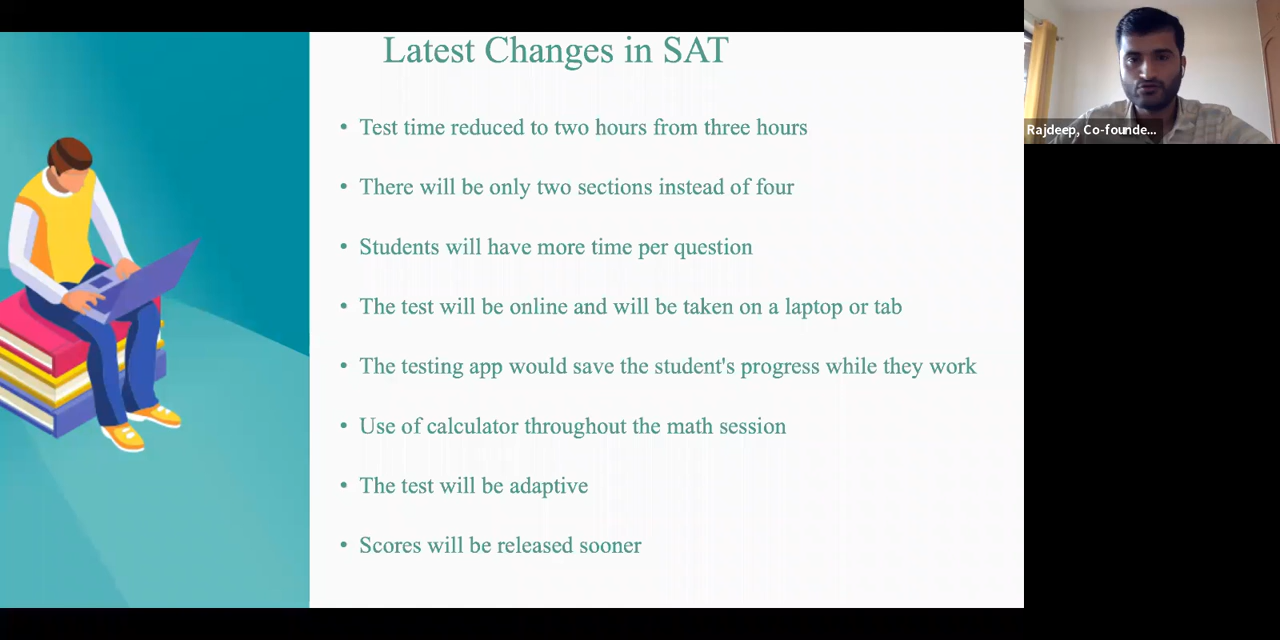 Latest Changes in SAT
• Test time reduced to two hours from three hours
• There will be only two sections instead of four
• Students will have more time per question
• The test will be online and will be taken on a laptop or tab
• The testing app would save the student's progress while they work
• Use of calculator throughout the math session
• The test will be adaptive
• Scores will be released sooner
Rajdeep, Co-founde...